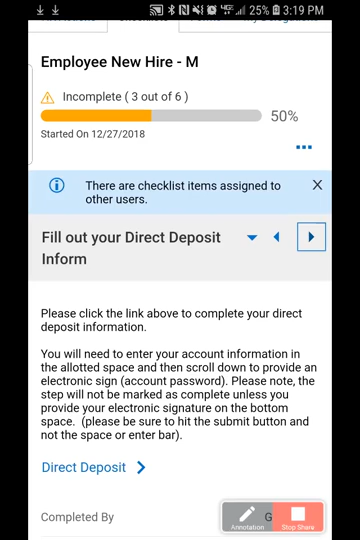 25% 3:19 PM
Employee New Hire - M
Incomplete ( 3 out of 6 )
50%
Started On 12/27/2018
There are checklist items assigned to
other users.
X
Fill out your Direct Deposit
Inform
Please click the link above to complete your direct
deposit information.
You will need to enter your account information in
the allotted space and then scroll down to provide an
electronic sign (account password). Please note, the
step will not be marked as complete unless you
provide your electronic signature on the bottom
space. (please be sure to hit the submit button and
not the space or enter bar).
Direct Deposit
Completed By
G
Annotation
Stop Share